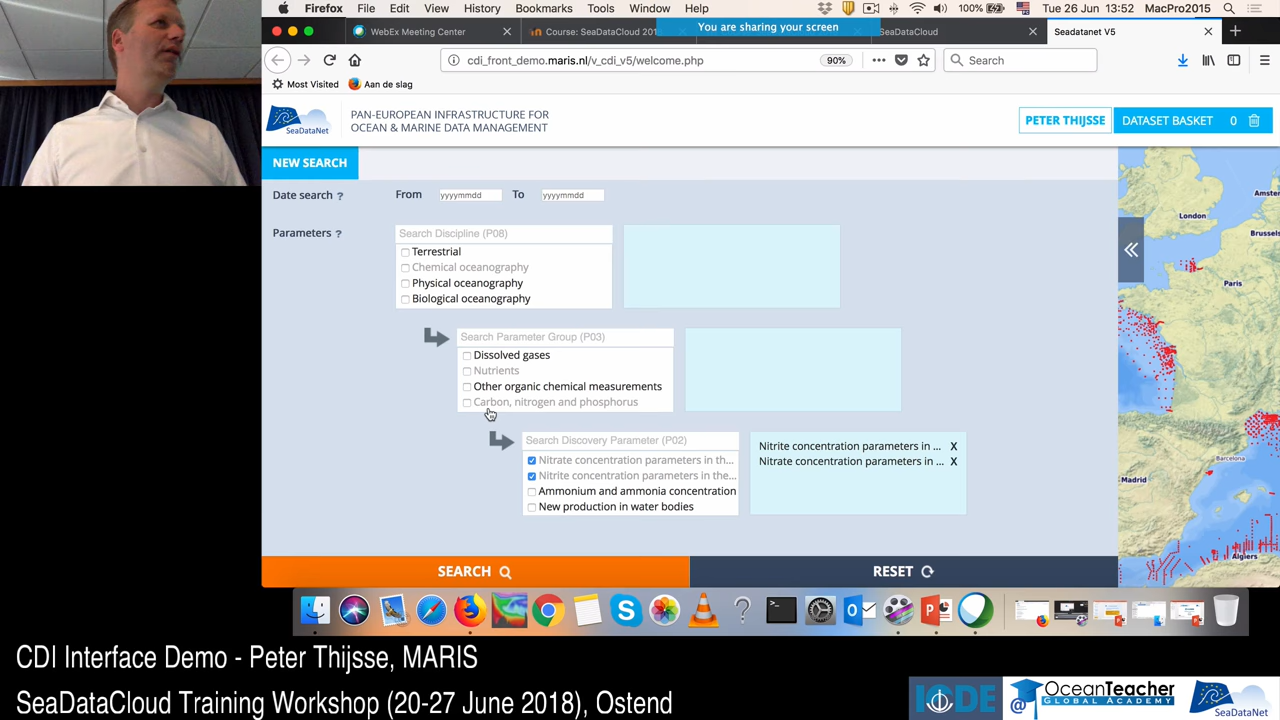 Firefox File Edit View History Bookmarks Tools Window Help
100% Tue 26 Jun 13:52 MacPro2015
You are sharing your screen
WebEx Meeting Center
Course: SeaDataCloud 201
SeaDataCloud
Seadatanet V5
cdi_front_demo.maris.nl/v_cdi_v5/welcome.php
90%
Search
Most Visited
Aan de slag
SeaDataNet
PAN-EUROPEAN INFRASTRUCTURE FOR
OCEAN & MARINE DATA MANAGEMENT
PETER THIJSSE
DATASET BASKET 0
NEW SEARCH
Date search ?
From yyyymmdd To yyyymmdd
Parameters ?
Search Discipline (P08)
Terrestrial
Chemical oceanography
Physical oceanography
Biological oceanography
Search Parameter Group (P03)
Dissolved gases
Nutrients
Other organic chemical measurements
Carbon, nitrogen and phosphorus
Search Discovery Parameter (P02)
Nitrate concentration parameters in th...
Nitrite concentration parameters in the...
Ammonium and ammonia concentration
New production in water bodies
Nitrite concentration parameters in ... X
Nitrate concentration parameters in ... X
SEARCH
RESET
Amster
London
Brussel
Paris
Barcelona
Madrid
Algiers
CDI Interface Demo - Peter Thijsse, MARIS
SeaDataCloud Training Workshop (20-27 June 2018), Ostend
IODE
OceanTeacher
GLOBAL ACADEMY
SeaDataNet